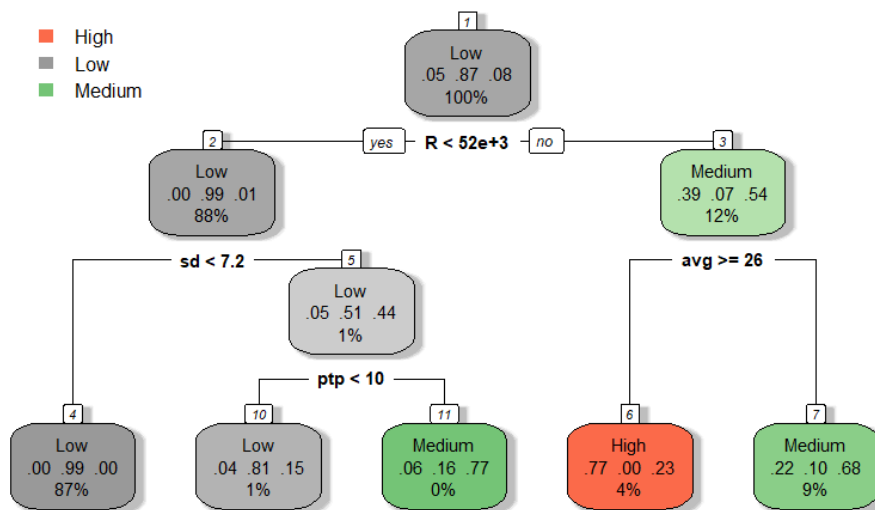 High
Low
Medium
1
Low
.05 .87 .08
100%
yes R < 52e+3 no
2
Low
.00 .99 .01
88%
3
Medium
.39 .07 .54
12%
sd < 7.2
avg >= 26
5
Low
.05 .51 .44
1%
ptp < 10
4
Low
.00 .99 .00
87%
10
Low
.04 .81 .15
1%
11
Medium
.06 .16 .77
0%
6
High
.77 .00 .23
4%
7
Medium
.22 .10 .68
9%